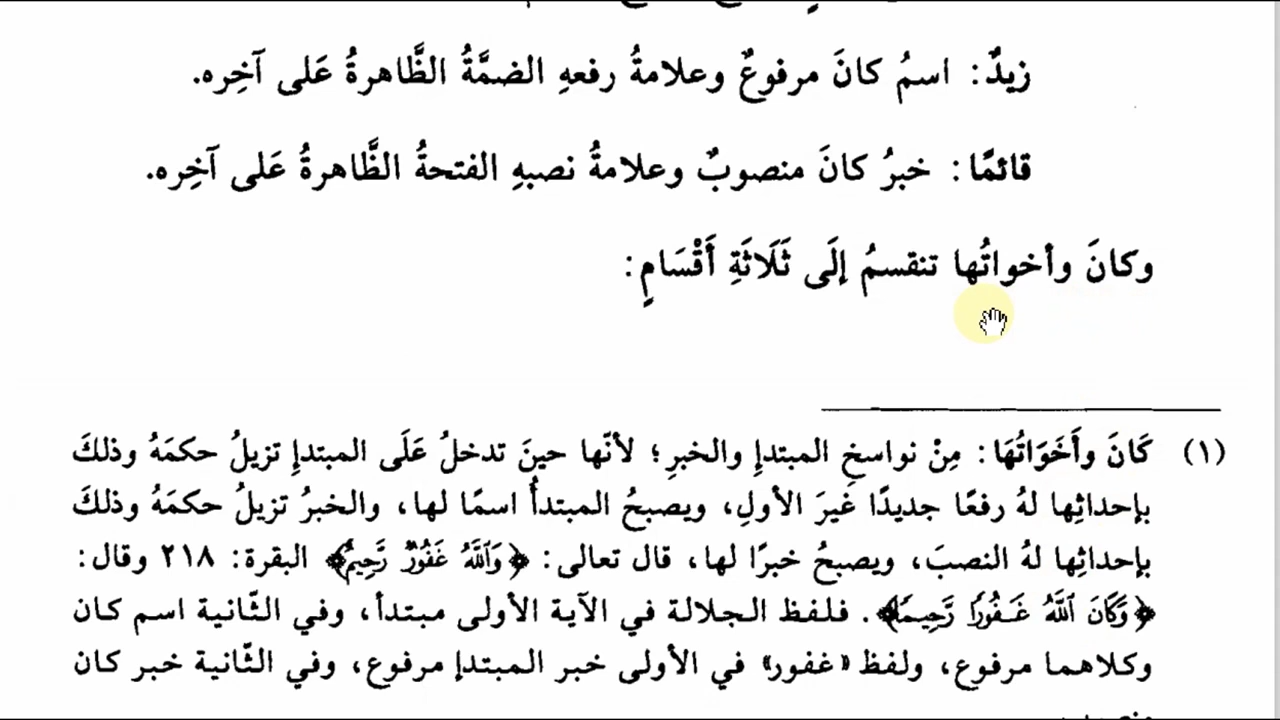 زيدٌ: اسمُ كانَ مرفوعٌ وعلامةُ رفعهِ الضمَّةُ الظَّاهرةُ عَلى آخِره.
قائمًا: خبرُ كانَ منصوبٌ وعلامةُ نصبهِ الفتحةُ الظَّاهرةُ عَلى آخِره.
وكانَ وأخواتُها تنقسمُ إلَى ثَلَاثَةِ أَقْسَامٍ:
(١) كَانَ وأَخَوَاتُهَا: مِنْ نواسخِ المبتدإِ والخبرِ؛ لأنّها حينَ تدخلُ عَلَى المبتدإِ تزيلُ حكمَهُ وذلكَ
بإحداثِها لهُ رفعًا جديدًا غيرَ الأولِ، ويصبحُ المبتدأُ اسمًا لها، والخبرُ تزيلُ حكمَهُ وذلكَ
بإحداثِها لهُ النصبَ، ويصبحُ خبرًا لها، قال تعالى: ﴿وَٱللَّهُ غَفُورٌ رَّحِيمٌ﴾ البقرة: ٢١٨ وقال:
﴿وَكَانَ ٱللَّهُ غَفُورًا رَّحِيمًا﴾. فلفظ الجلالة في الآية الأولى مبتدأ، وفي الثّانية اسم كان
وكلاهما مرفوع، ولفظ «غفور» في الأولى خبر المبتدإ مرفوع، وفي الثّانية خبر كان